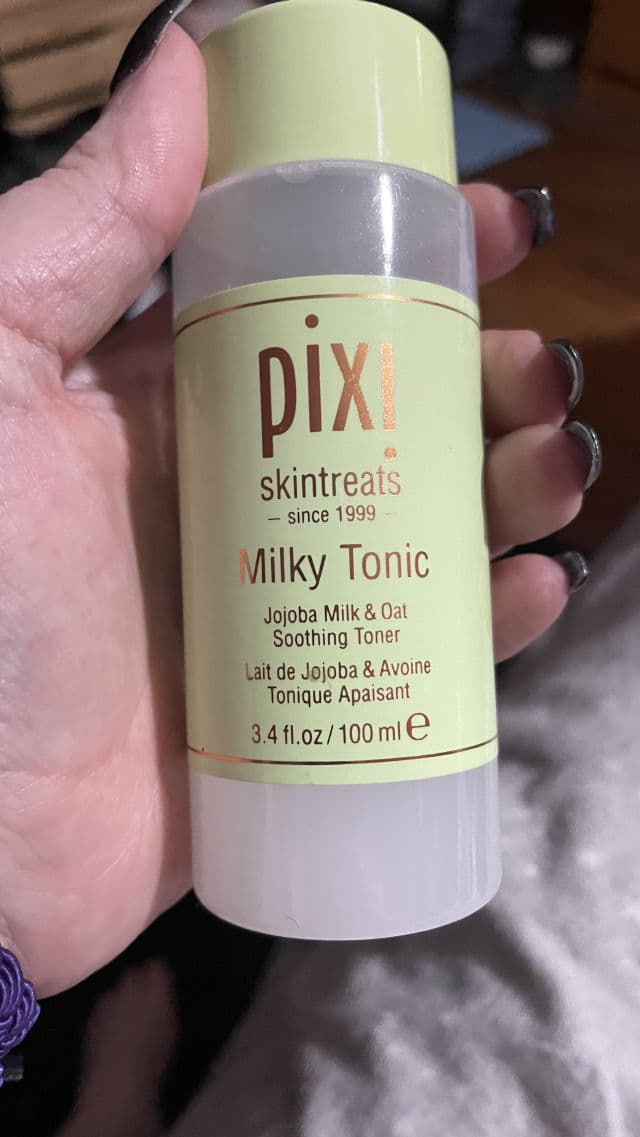 pixi
skintreats
– since 1999 –
Milky Tonic
Jojoba Milk & Oat
Soothing Toner
Lait de Jojoba & Avoine
Tonique Apaisant
3.4 fl.oz / 100 ml ℮